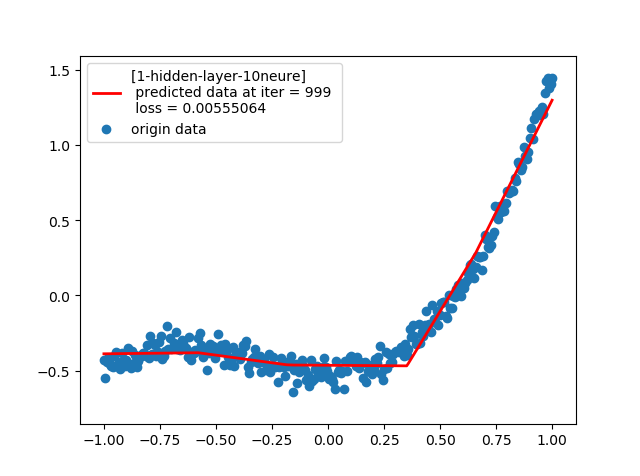 [1-hidden-layer-10neure]
predicted data at iter = 999
loss = 0.00555064
origin data
1.5
1.0
0.5
0.0
−0.5
−1.00 −0.75 −0.50 −0.25 0.00 0.25 0.50 0.75 1.00